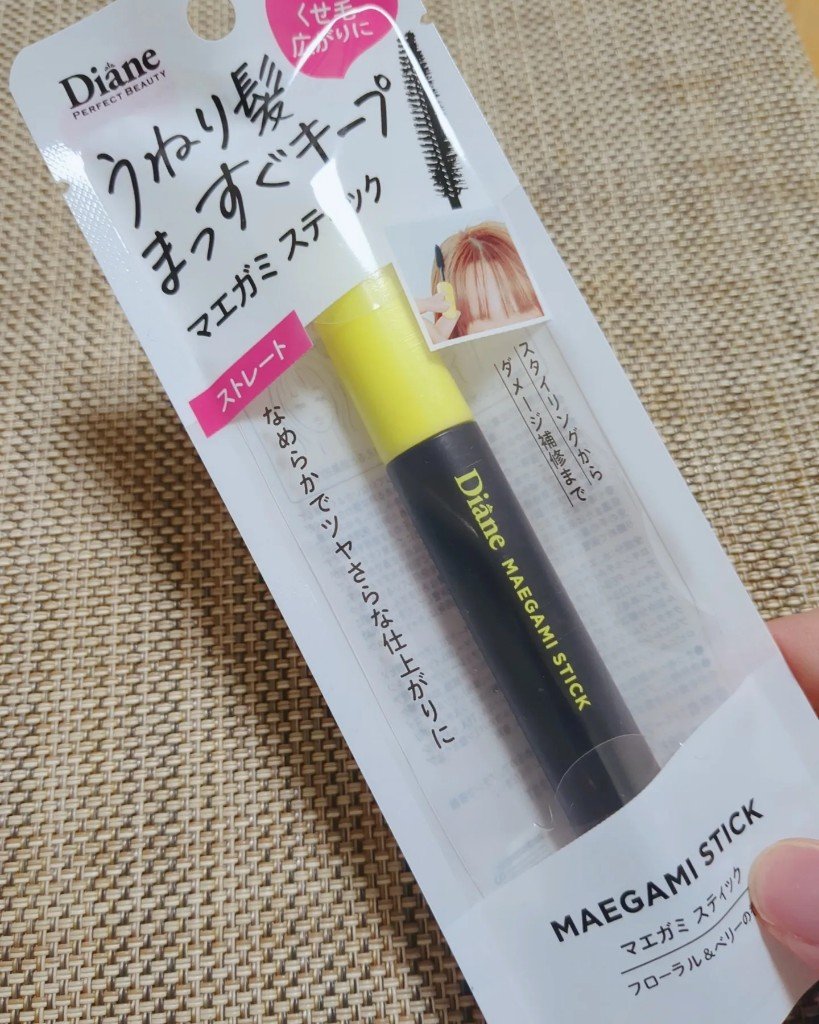 くせ毛
広がりに
Diane
PERFECT BEAUTY
うねり髪
まっすぐキープ
マエガミ スティック
ストレート
スタイリングから
ダメージ補修まで
なめらかでツヤさらな仕上がりに
Diane MAEGAMI STICK
MAEGAMI STICK
マエガミ スティック
フローラル&ベリーの